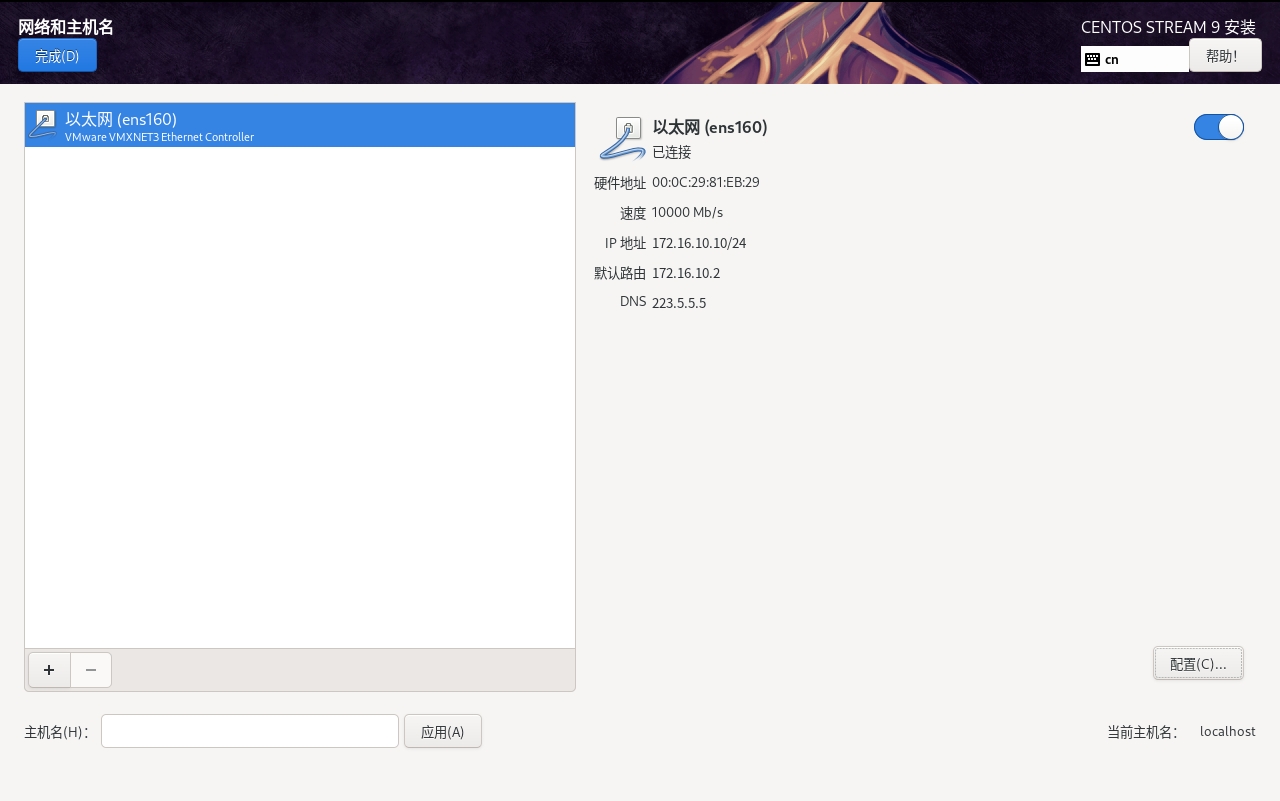 网络和主机名
CENTOS STREAM 9 安装
完成(D)
cn
帮助!
以太网 (ens160)
VMware VMXNET3 Ethernet Controller
以太网 (ens160)
已连接
硬件地址 00:0C:29:81:EB:29
速度 10000 Mb/s
IP 地址 172.16.10.10/24
默认路由 172.16.10.2
DNS 223.5.5.5
+ −
配置(C)...
主机名(H):
应用(A)
当前主机名: localhost